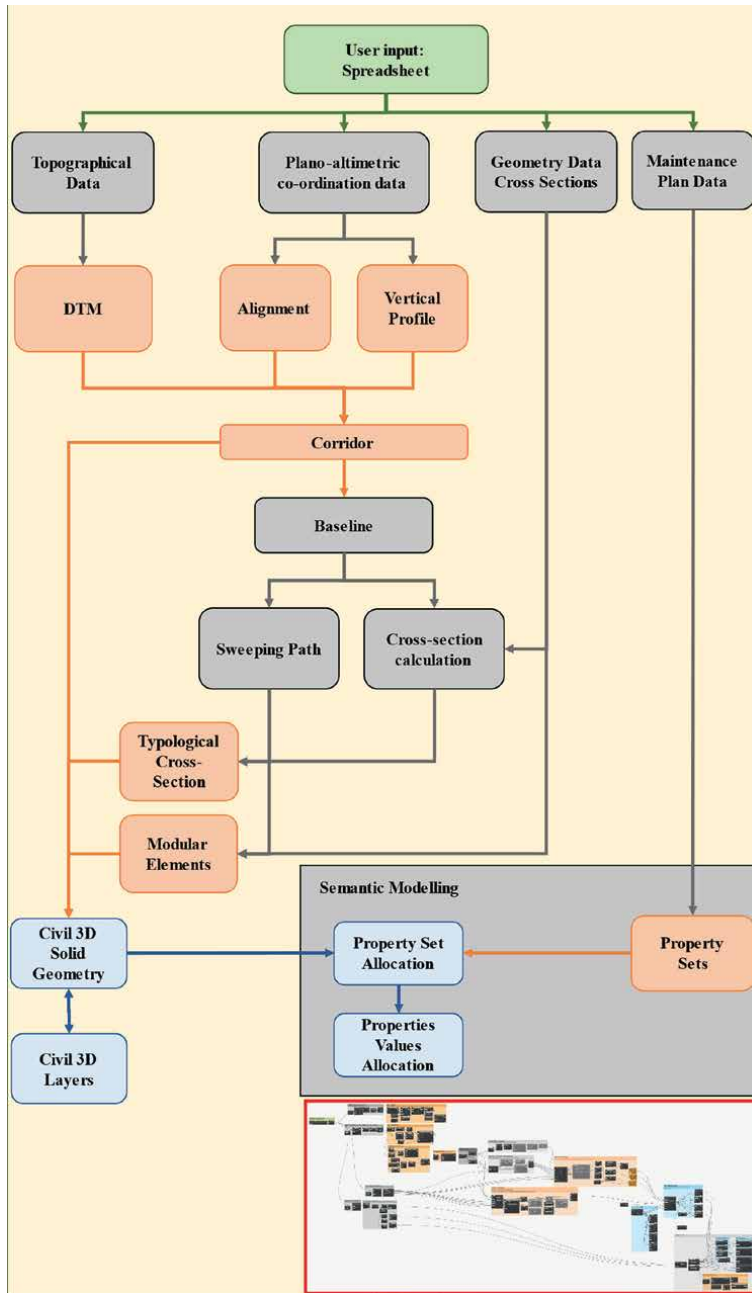 User input:
Spreadsheet
Topographical
Data
Plano-altimetric
co-ordination data
Geometry Data
Cross Sections
Maintenance
Plan Data
DTM
Alignment
Vertical
Profile
Corridor
Baseline
Sweeping Path
Cross-section
calculation
Typological
Cross-
Section
Modular
Elements
Semantic Modelling
Civil 3D
Solid
Geometry
Property Set
Allocation
Property
Sets
Properties
Values
Allocation
Civil 3D
Layers